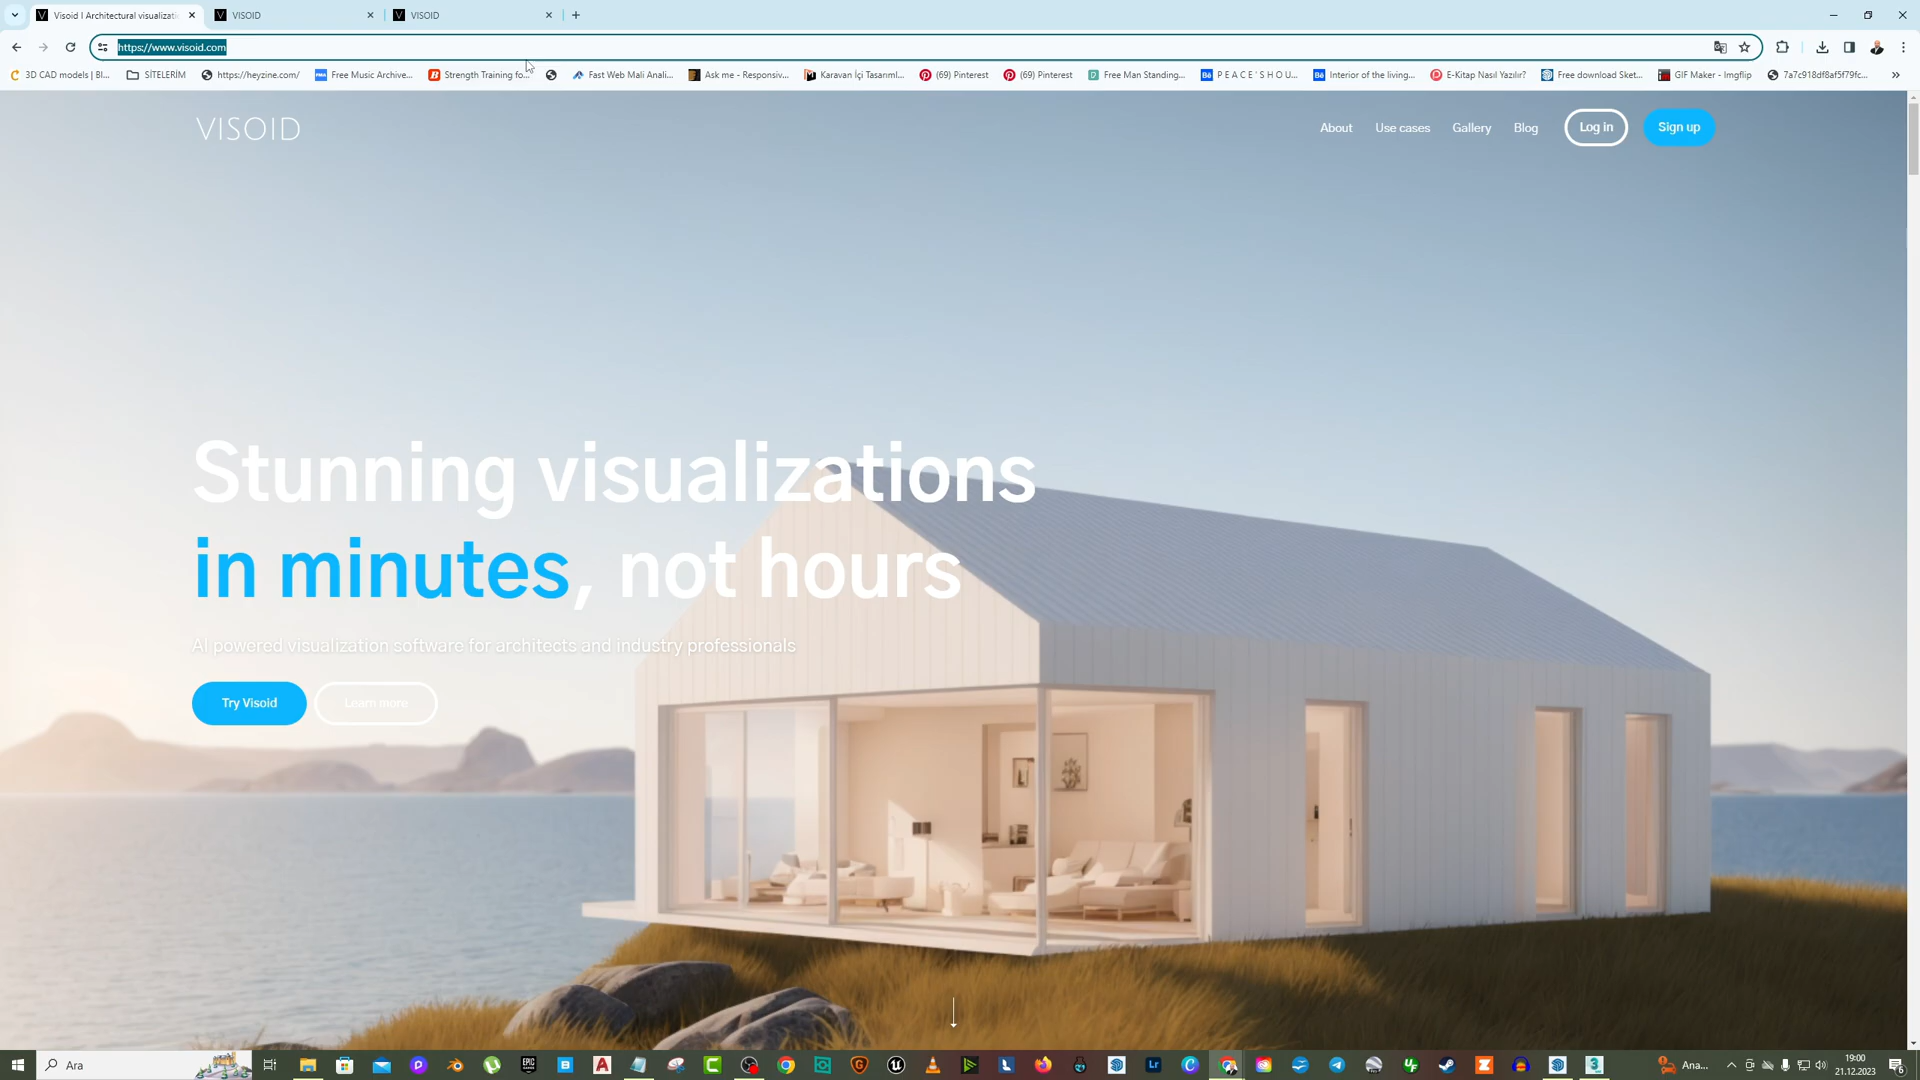 Visoid I Architectural visualizati
VISOID
VISOID
https://www.visoid.com
3D CAD models | Bl...
SİTELERİM
https://heyzine.com/
Free Music Archive...
Strength Training fo...
Fast Web Mali Anali...
Ask me - Responsiv...
Karavan İçi Tasarıml...
(69) Pinterest
(69) Pinterest
Free Man Standing...
P E A C E ' S H O U...
Interior of the living...
E-Kitap Nasıl Yazılır?
Free download Sket...
GIF Maker - Imgflip
7a7c918df8af5f79fc...
VISOID
About
Use cases
Gallery
Blog
Log in
Sign up
Stunning visualizations
in minutes, not hours
AI powered visualization software for architects and industry professionals
Try Visoid
Learn more
Ara
EPIC
Lr
Ana...
19:00
21.12.2023
6